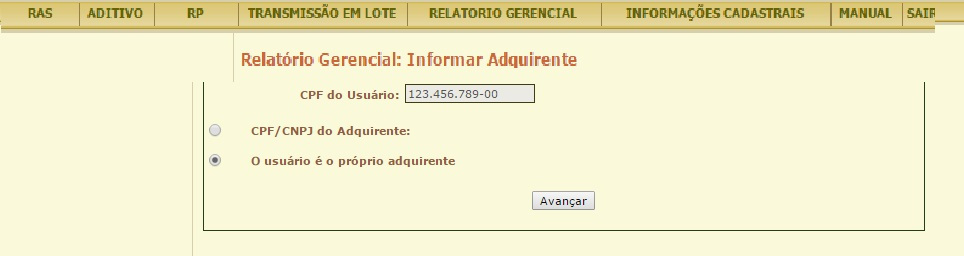 RAS ADITIVO RP TRANSMISSÃO EM LOTE RELATORIO GERENCIAL INFORMAÇÕES CADASTRAIS MANUAL SAIR
Relatório Gerencial: Informar Adquirente
CPF do Usuário: 123.456.789-00
CPF/CNPJ do Adquirente:
O usuário é o próprio adquirente
Avançar